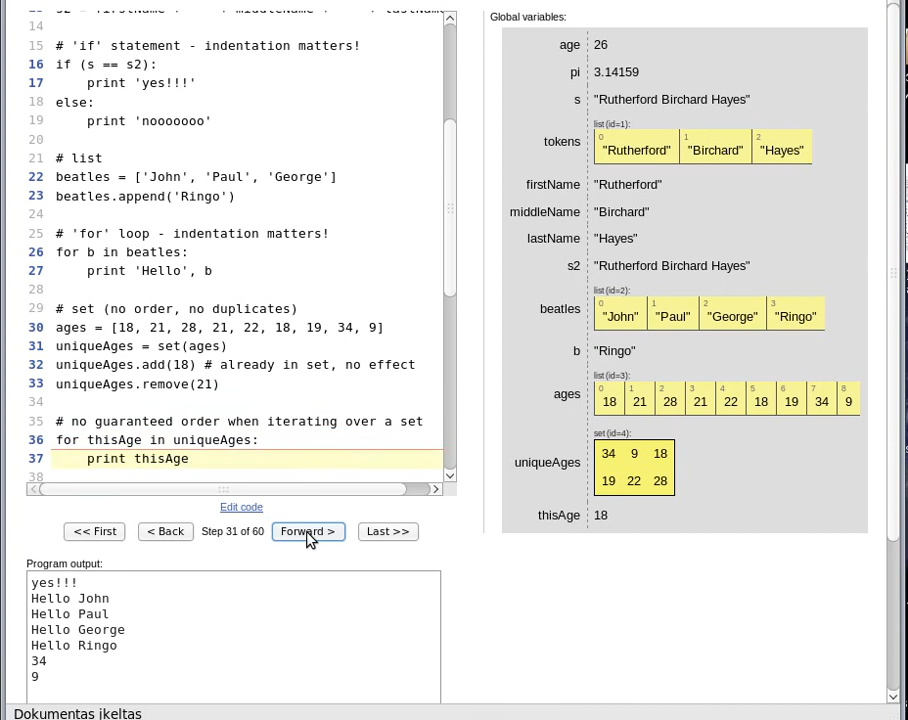 14
15 # 'if' statement - indentation matters!
16 if (s == s2):
17     print 'yes!!!'
18 else:
19     print 'nooooooo'
20
21 # list
22 beatles = ['John', 'Paul', 'George']
23 beatles.append('Ringo')
24
25 # 'for' loop - indentation matters!
26 for b in beatles:
27     print 'Hello', b
28
29 # set (no order, no duplicates)
30 ages = [18, 21, 28, 21, 22, 18, 19, 34, 9]
31 uniqueAges = set(ages)
32 uniqueAges.add(18) # already in set, no effect
33 uniqueAges.remove(21)
34
35 # no guaranteed order when iterating over a set
36 for thisAge in uniqueAges:
37     print thisAge
38
Edit code
<< First < Back Step 31 of 60 Forward > Last >>
Program output:
yes!!!
Hello John
Hello Paul
Hello George
Hello Ringo
34
9
Global variables:
age 26
pi 3.14159
s "Rutherford Birchard Hayes"
list (id=1):
0 1 2
tokens "Rutherford" "Birchard" "Hayes"
firstName "Rutherford"
middleName "Birchard"
lastName "Hayes"
s2 "Rutherford Birchard Hayes"
list (id=2):
0 1 2 3
beatles "John" "Paul" "George" "Ringo"
b "Ringo"
list (id=3):
0 1 2 3 4 5 6 7 8
ages 18 21 28 21 22 18 19 34 9
set (id=4):
34 9 18
uniqueAges
19 22 28
thisAge 18
Dokumentas įkeltas